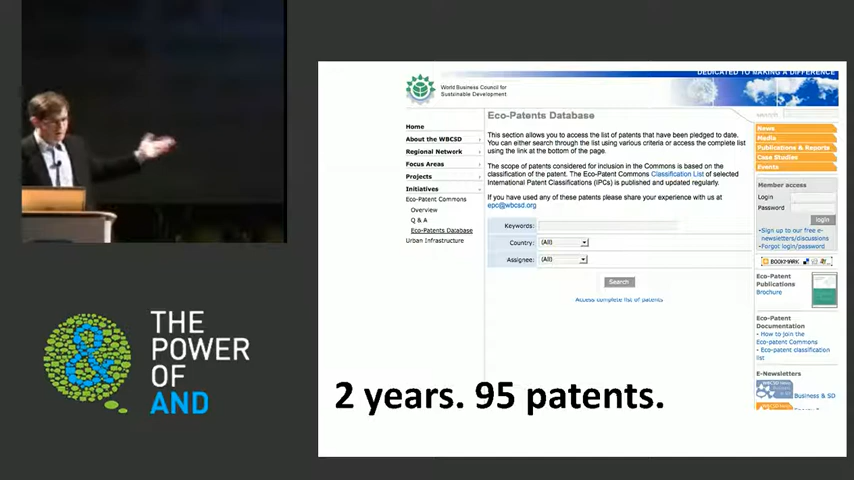 THE
POWER
OF
AND
&
DEDICATED TO MAKING A DIFFERENCE
World Business Council for
Sustainable Development
Home
About the WBCSD
Regional Network
Focus Areas
Projects
Initiatives
Eco-Patent Commons
Overview
Q & A
Eco-Patents Database
Urban Infrastructure
Eco-Patents Database
This section allows you to access the list of patents that have been pledged to date.
You can either search through the list using various criteria or access the complete list
using the link at the bottom of the page.
The scope of patents considered for inclusion in the Commons is based on the
classification of the patent. The Eco-Patent Commons Classification List of selected
International Patent Classifications (IPCs) is published and updated regularly.
If you have used any of these patents please share your experience with us at
epc@wbcsd.org
Keywords:
Country: (All)
Assignee: (All)
Search
Access complete list of patents
search
News
Media
Publications & Reports
Case Studies
Events
Member access
Login
Password
login
Sign up to our free e-
newsletters/discussions
Forgot login/password
BOOKMARK
Eco-Patent
Publications
Brochure
Eco-Patent
Documentation
How to join the
Eco-patent Commons
Eco-patent classification
list
E-Newsletters
Business & SD
2 years. 95 patents.